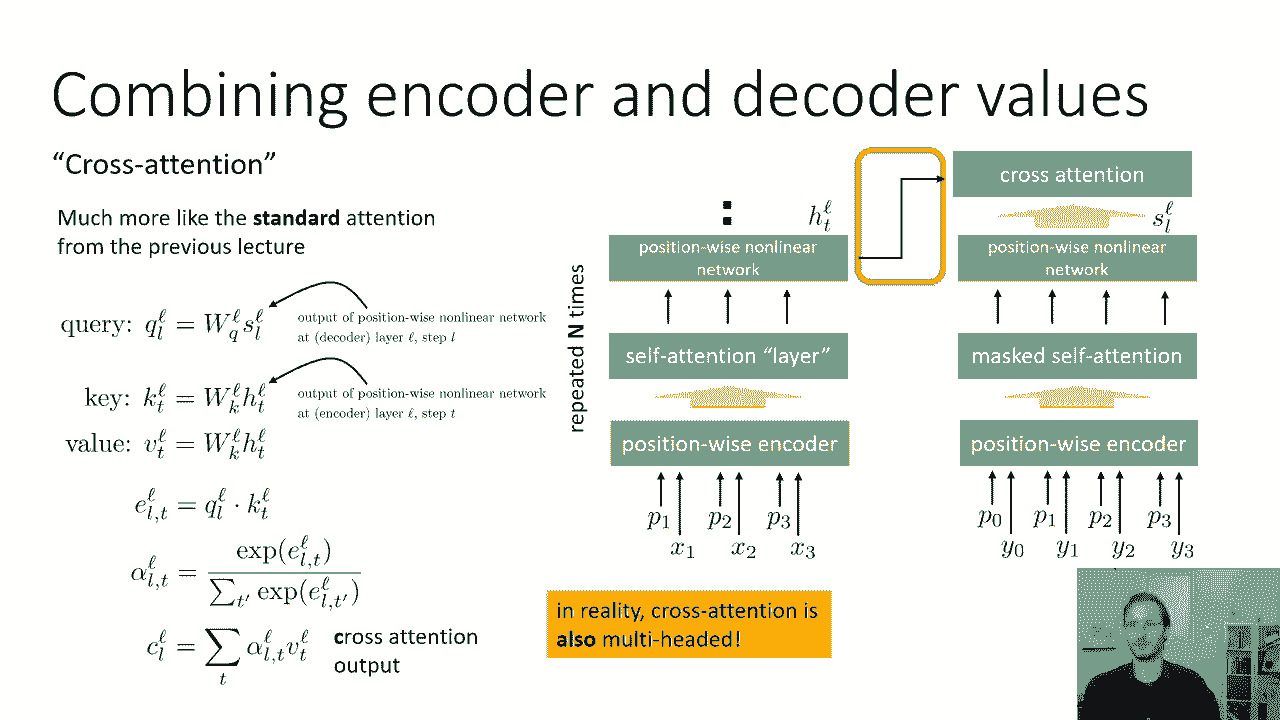 Combining encoder and decoder values
“Cross-attention”
Much more like the standard attention
from the previous lecture
query: $q_l^\ell = W_q^\ell s_l^\ell$
output of position-wise nonlinear network
at (decoder) layer ℓ, step l
key: $k_t^\ell = W_k^\ell h_t^\ell$
output of position-wise nonlinear network
at (encoder) layer ℓ, step t
value: $v_t^\ell = W_k^\ell h_t^\ell$
$e_{l,t}^\ell = q_l^\ell \cdot k_t^\ell$
$\alpha_{l,t}^\ell = \frac{\exp(e_{l,t}^\ell)}{\sum_{t'} \exp(e_{l,t'}^\ell)}$
$c_l^\ell = \sum_t \alpha_{l,t}^\ell v_t^\ell$
cross attention
output
repeated N times
$h_t^\ell$
position-wise nonlinear
network
self-attention “layer”
position-wise encoder
$p_1$ $p_2$ $p_3$
$x_1$ $x_2$ $x_3$
cross attention
$s_l^\ell$
position-wise nonlinear
network
masked self-attention
position-wise encoder
$p_0$ $p_1$ $p_2$ $p_3$
$y_0$ $y_1$ $y_2$ $y_3$
in reality, cross-attention is
also multi-headed!